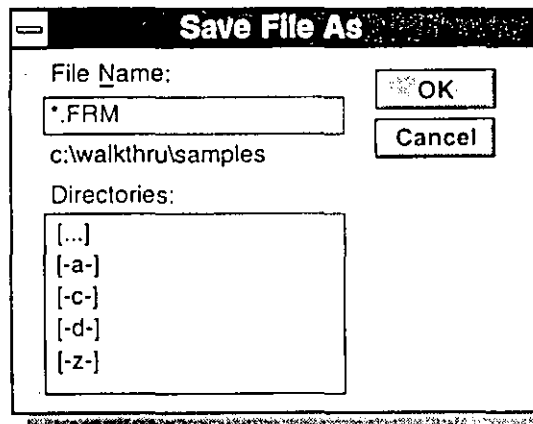 Save File As
File Name:
*.FRM
c:\walkthru\samples
Directories:
[...]
[-a-]
[-c-]
[-d-]
[-z-]
OK
Cancel